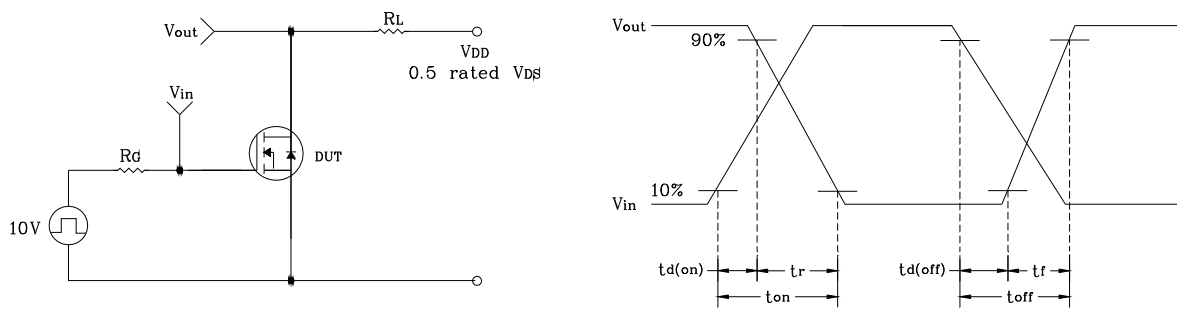 Vout
RL
VDD
0.5 rated VDS
Vin
RG
DUT
10V
Vout
90%
10%
Vin
td(on)
tr
td(off)
tf
ton
toff